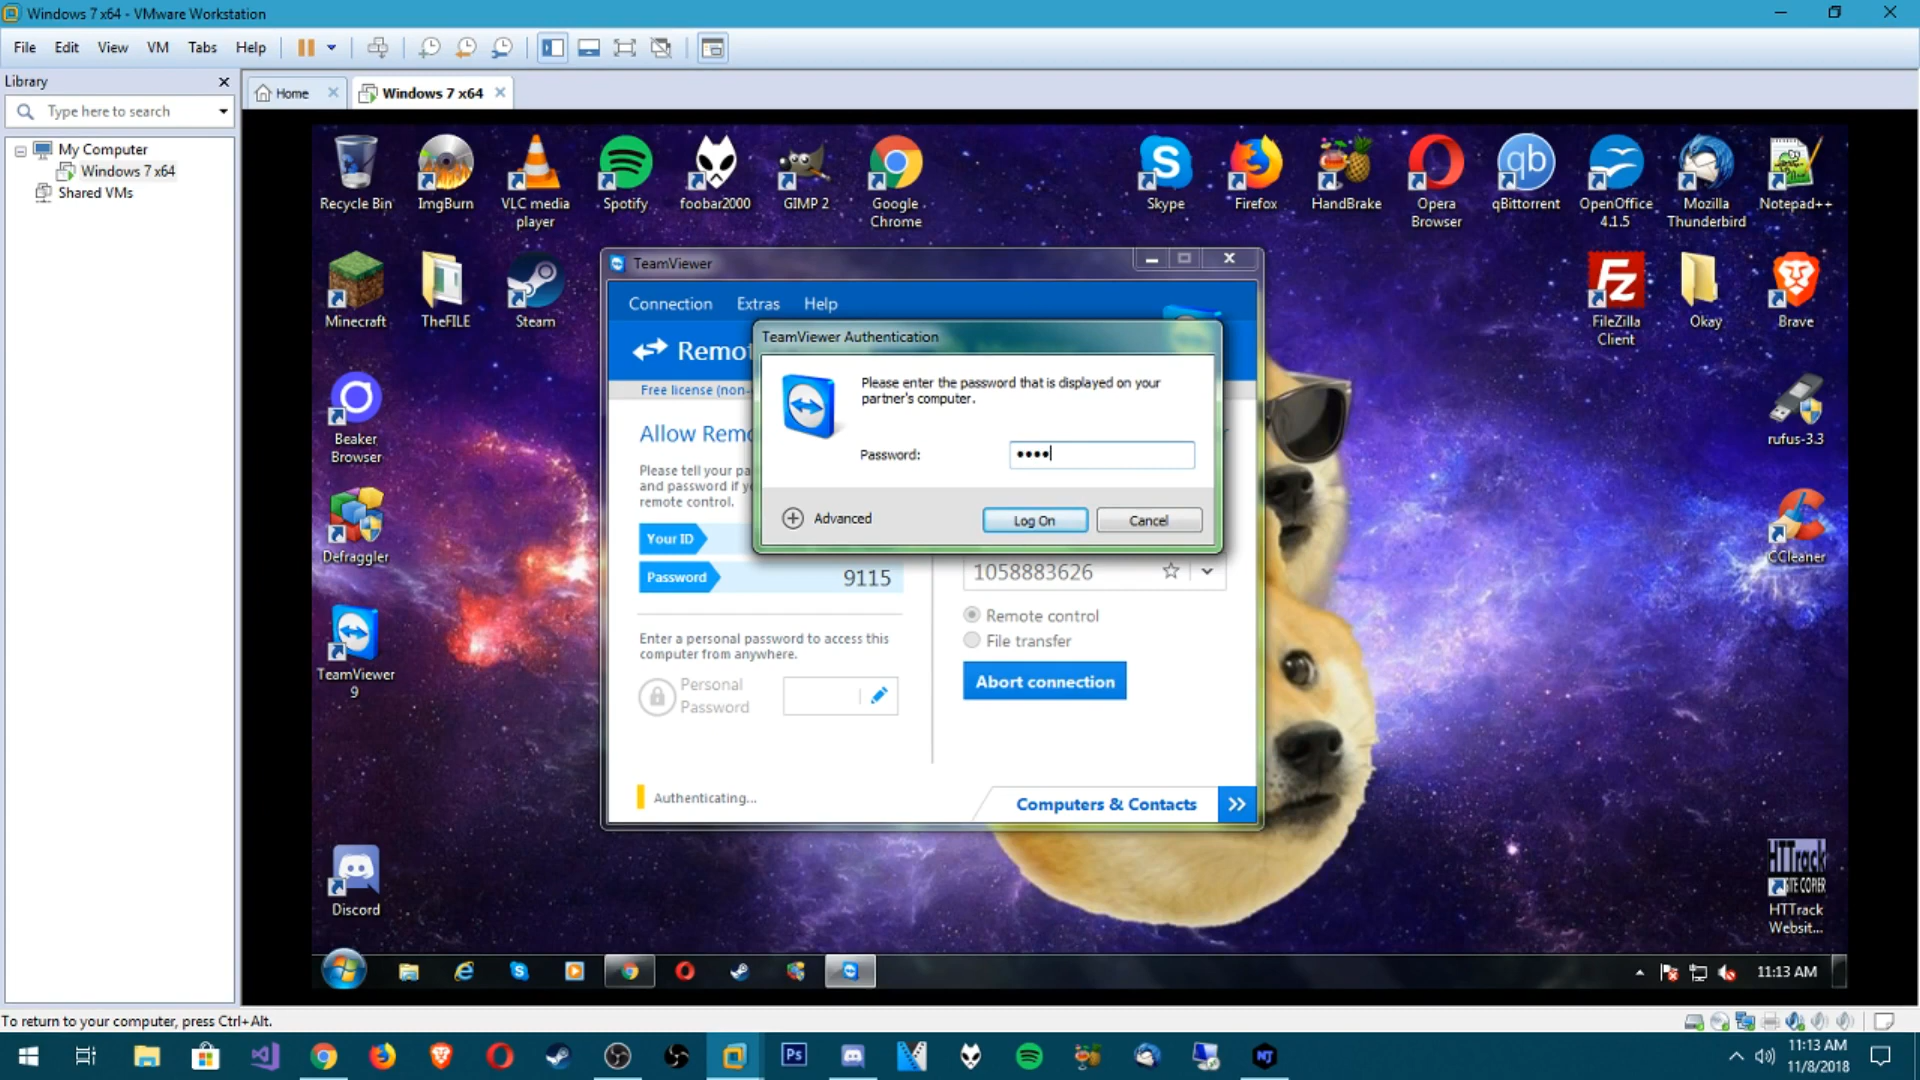 Windows 7 x64 - VMware Workstation
File Edit View VM Tabs Help
Library
Type here to search
My Computer
Windows 7 x64
Shared VMs
Home
Windows 7 x64
Recycle Bin
ImgBurn
VLC media
player
Spotify
foobar2000
GIMP 2
Google
Chrome
Skype
Firefox
HandBrake
Opera
Browser
qb
qBittorrent
OpenOffice
4.1.5
Mozilla
Thunderbird
Notepad++
Minecraft
TheFILE
Steam
FileZilla
Client
Okay
Brave
Beaker
Browser
rufus-3.3
Defraggler
CCleaner
TeamViewer
9
Discord
HTTrack
SITE COPIER
HTTrack
Websit...
TeamViewer
Connection Extras Help
Remot
Free license (non-
Allow Remo
Please tell your pa
and password if y
remote control.
Your ID
Password 9115
Enter a personal password to access this
computer from anywhere.
Personal
Password
Authenticating...
TeamViewer Authentication
Please enter the password that is displayed on your
partner's computer.
Password: ••••
Advanced
Log On
Cancel
1058883626
Remote control
File transfer
Abort connection
Computers & Contacts
11:13 AM
To return to your computer, press Ctrl+Alt.
Ps
11:13 AM
11/8/2018